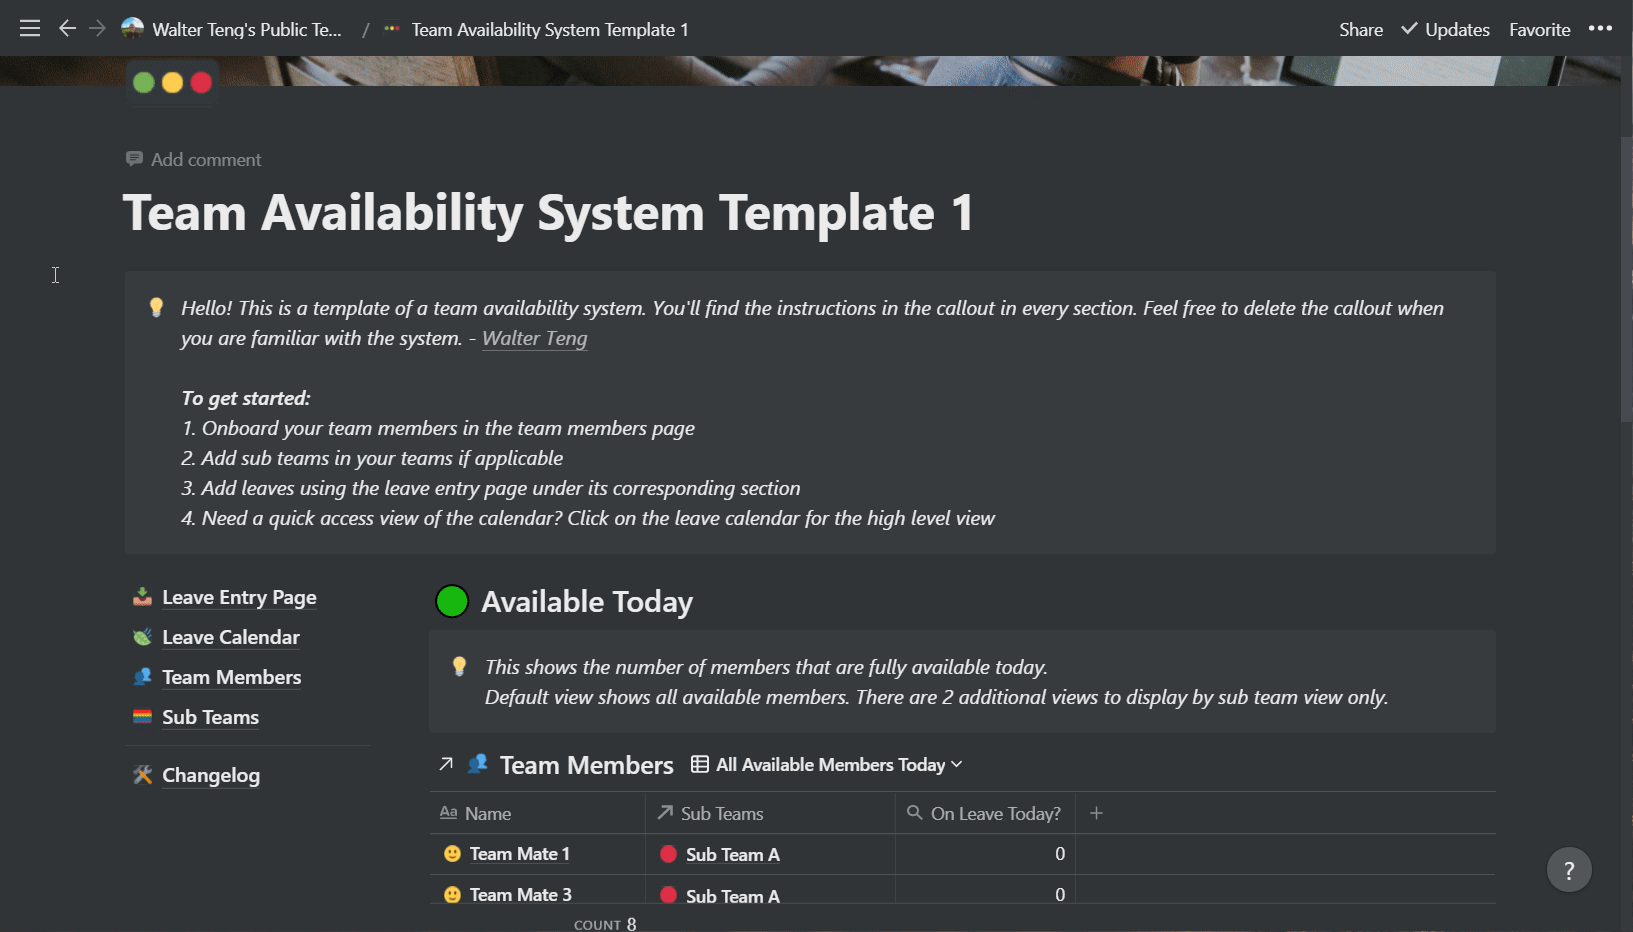 Walter Teng's Public Te... / Team Availability System Template 1
Share Updates Favorite
Add comment
Team Availability System Template 1
Hello! This is a template of a team availability system. You'll find the instructions in the callout in every section. Feel free to delete the callout when
you are familiar with the system. - Walter Teng
To get started:
1. Onboard your team members in the team members page
2. Add sub teams in your teams if applicable
3. Add leaves using the leave entry page under its corresponding section
4. Need a quick access view of the calendar? Click on the leave calendar for the high level view
Leave Entry Page
Leave Calendar
Team Members
Sub Teams
Changelog
Available Today
This shows the number of members that are fully available today.
Default view shows all available members. There are 2 additional views to display by sub team view only.
Team Members All Available Members Today
Aa Name Sub Teams On Leave Today? +
Team Mate 1 Sub Team A 0
Team Mate 3 Sub Team A 0
COUNT 8
?